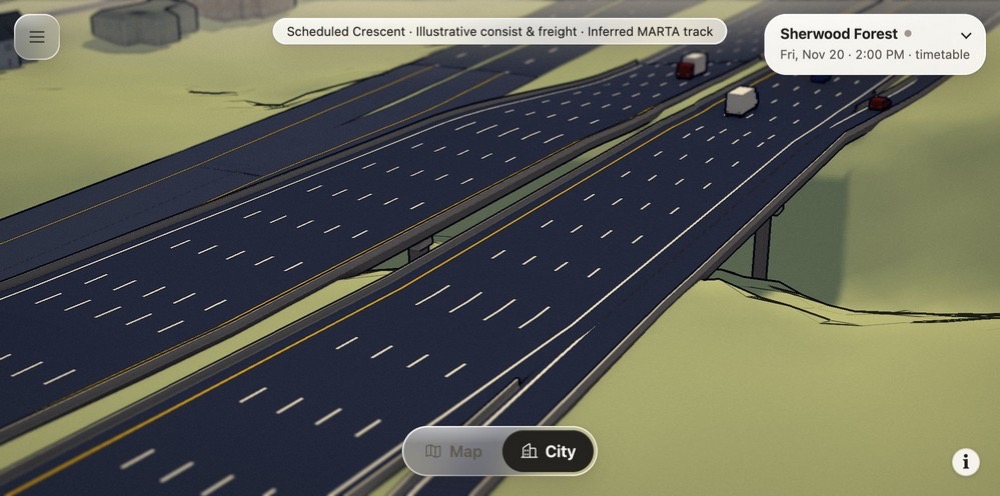 Scheduled Crescent · Illustrative consist & freight · Inferred MARTA track
Sherwood Forest
Fri, Nov 20 · 2:00 PM · timetable
Map
City
i